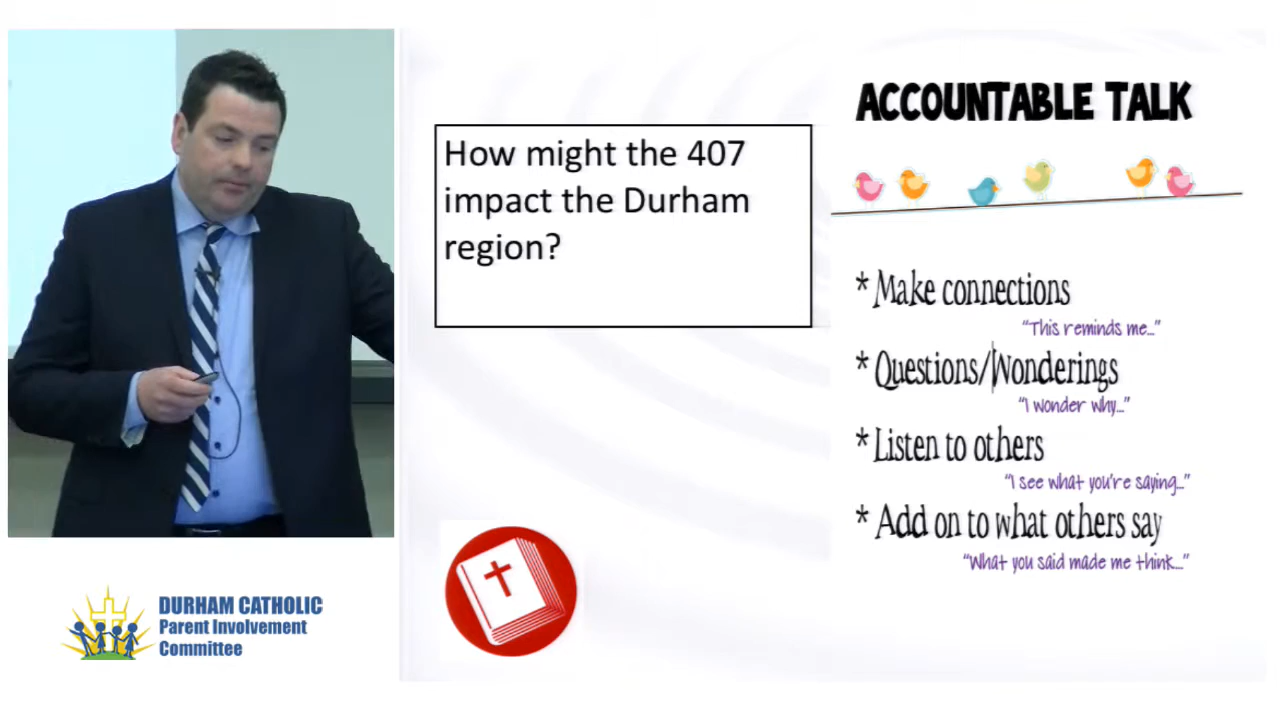 How might the 407
impact the Durham
region?
ACCOUNTABLE TALK
* Make connections
"This reminds me..."
* Questions/Wonderings
"I wonder why..."
* Listen to others
"I see what you're saying..."
* Add on to what others say
"What you said made me think...."
DURHAM CATHOLIC
Parent Involvement
Committee